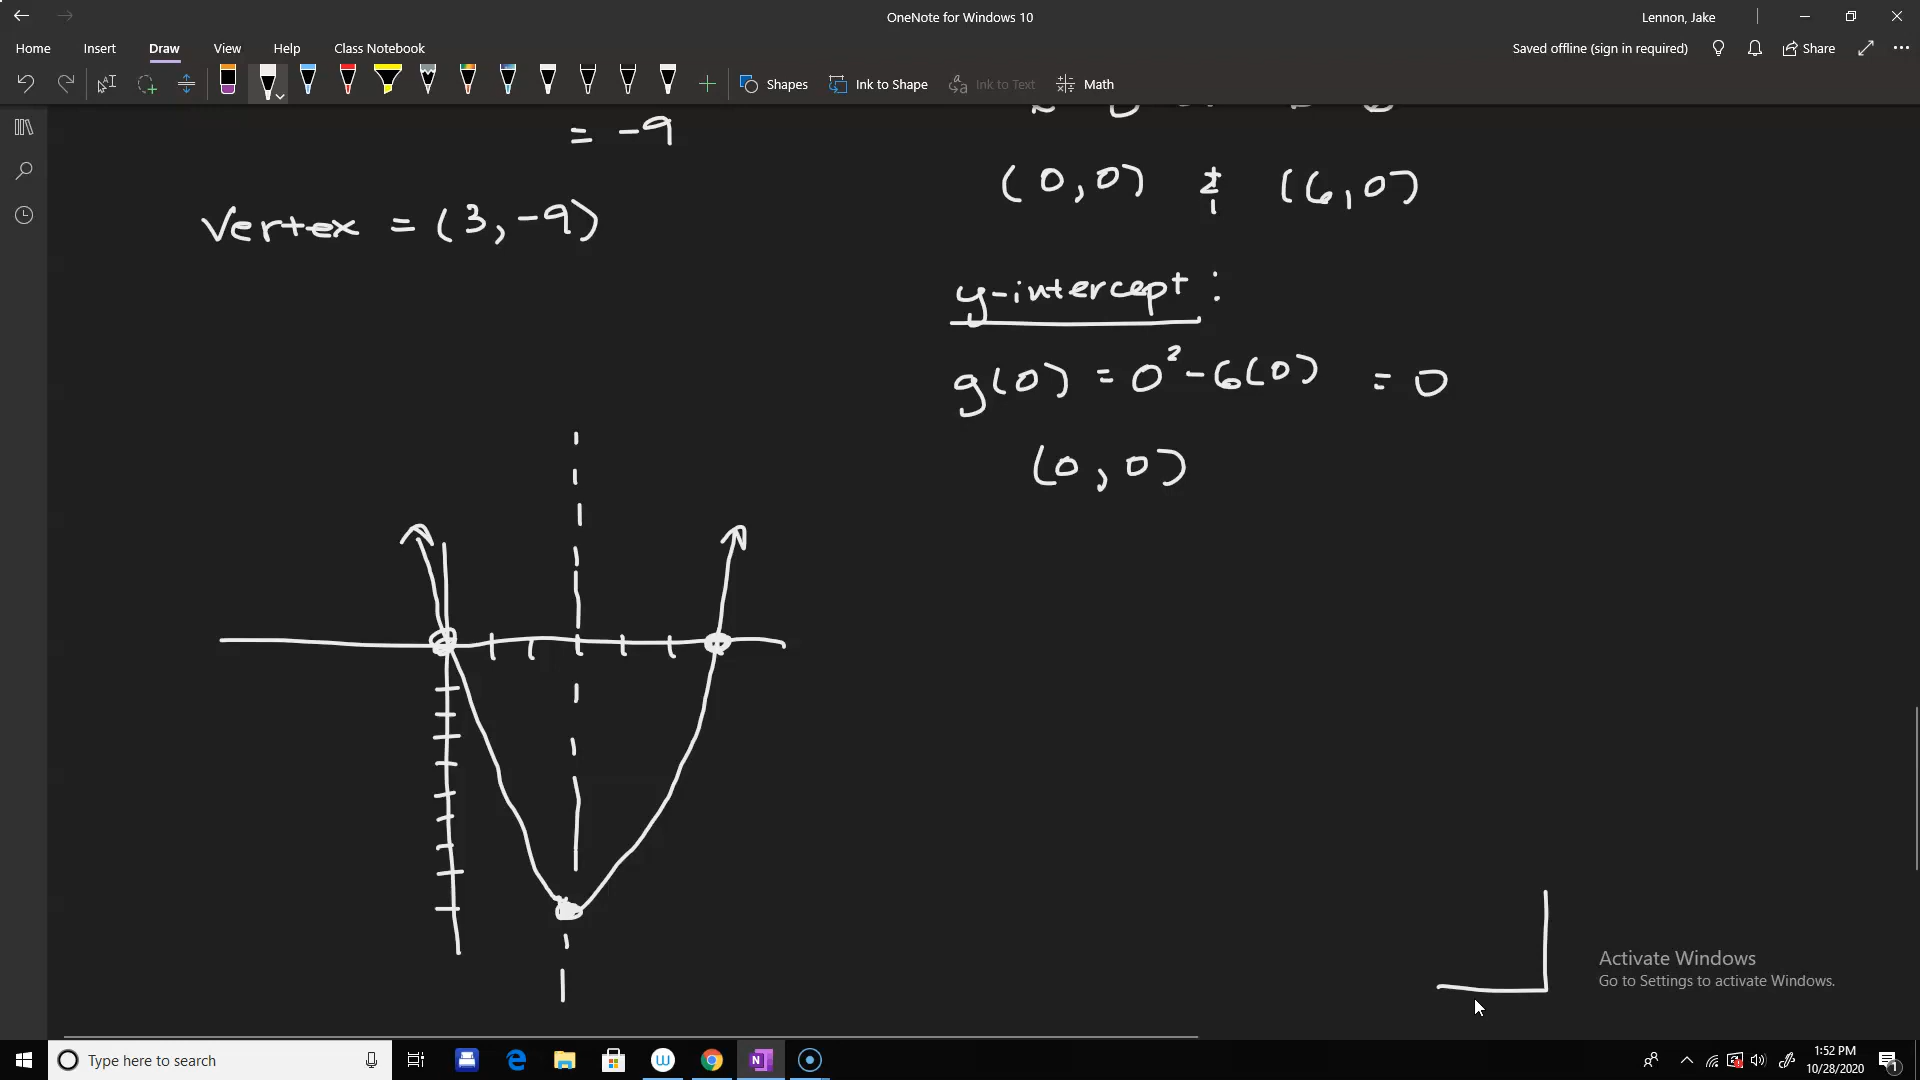 OneNote for Windows 10
Lennon, Jake
Home Insert Draw View Help Class Notebook
Saved offline (sign in required)
Share
Shapes
Ink to Shape
Ink to Text
Math
= -9
Vertex = (3, -9)
(0,0) & (6,0)
y-intercept:
g(0) = 0² - 6(0) = 0
(0,0)
Activate Windows
Go to Settings to activate Windows.
Type here to search
1:52 PM
10/28/2020